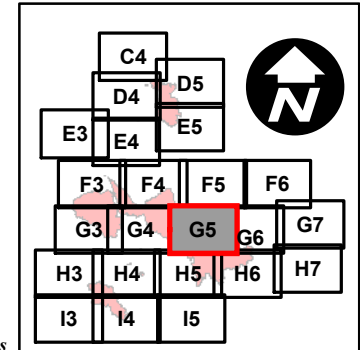 C4
D4 D5
N
E3 E4 E5
F3 F4 F5 F6
G3 G4 G5 G6 G7
H3 H4 H5 H6 H7
I3 I4 I5
s